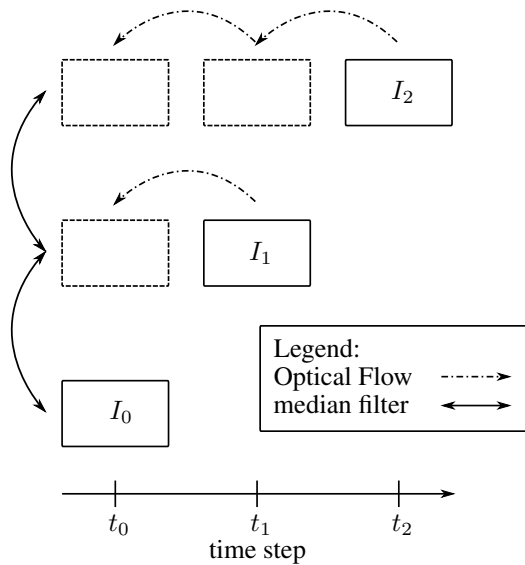 I₂
I₁
Legend:
Optical Flow
median filter
I₀
t₀ t₁ t₂
time step